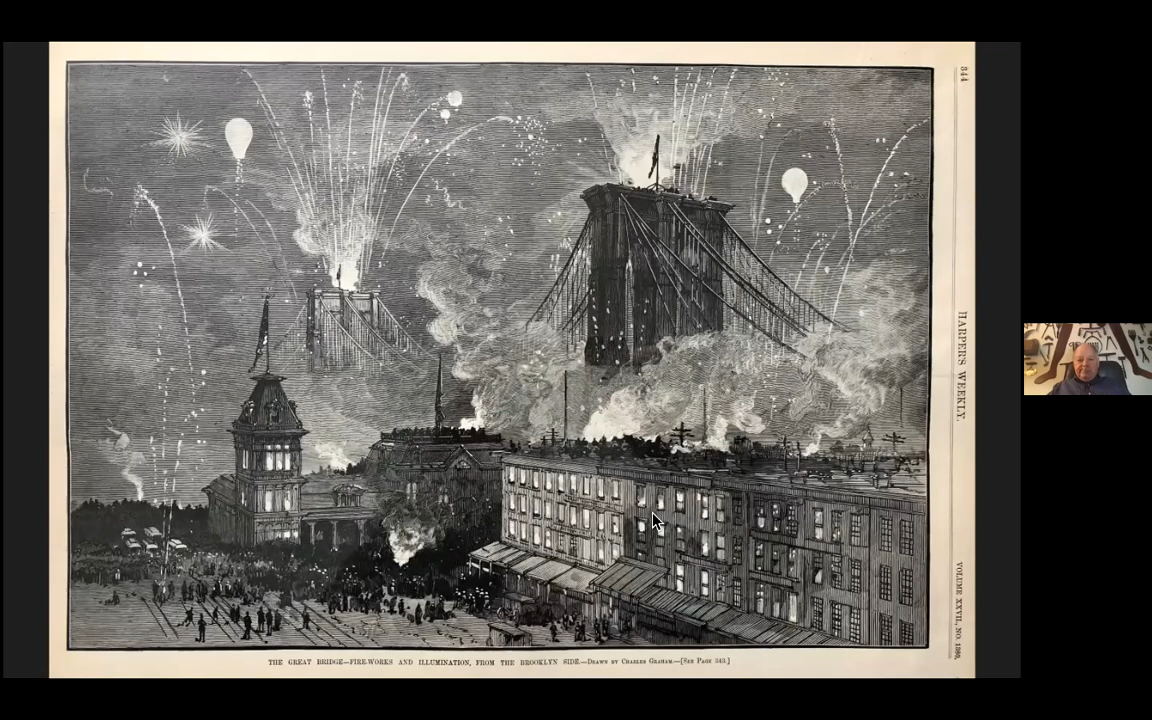 344
HARPER'S WEEKLY.
VOLUME XXVII., NO. 1380.
THE GREAT BRIDGE—FIRE-WORKS AND ILLUMINATION, FROM THE BROOKLYN SIDE.—Drawn by Charles Graham.—[See Page 343.]